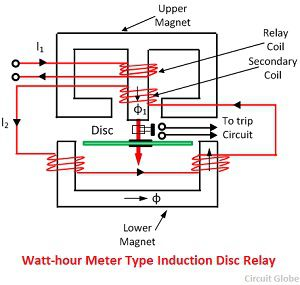 Upper
Magnet
I1
Relay
Coil
Secondary
Coil
ϕ1
I2
Disc
To trip
Circuit
ϕ
Lower
Magnet
Circuit Globe
Watt-hour Meter Type Induction Disc Relay